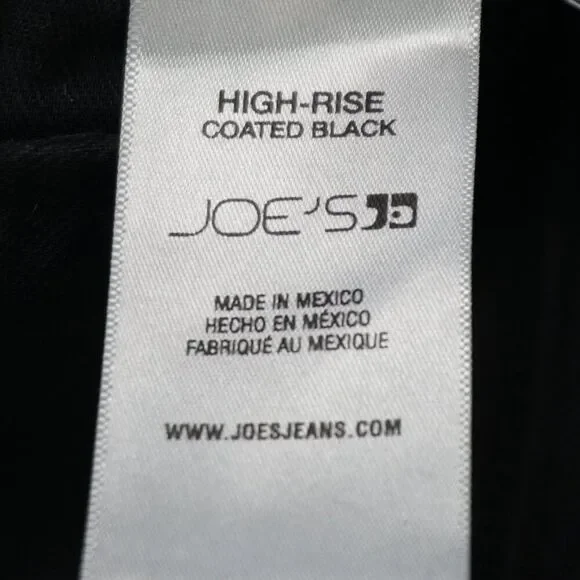 HIGH-RISE
COATED BLACK
JOE'S
MADE IN MEXICO
HECHO EN MÉXICO
FABRIQUÉ AU MEXIQUE
WWW.JOESJEANS.COM